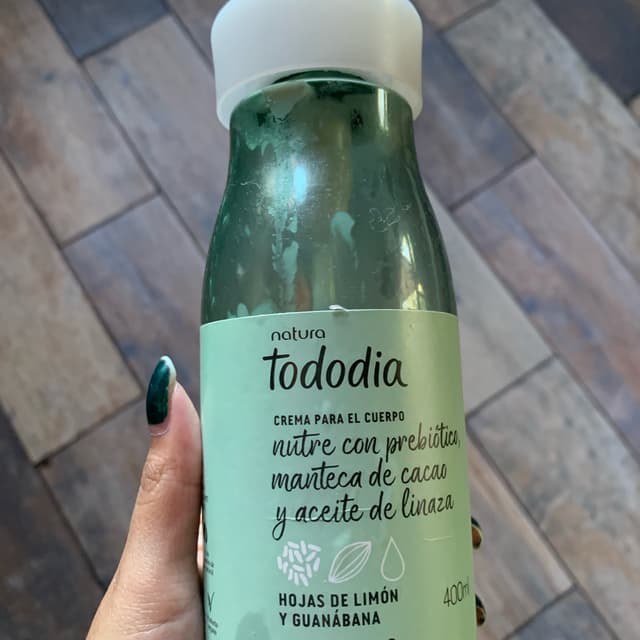 natura
Tododia
CREMA PARA EL CUERPO
nutre con prebiótico,
manteca de cacao
y aceite de linaza
HOJAS DE LIMÓN
Y GUANÁBANA
400ml